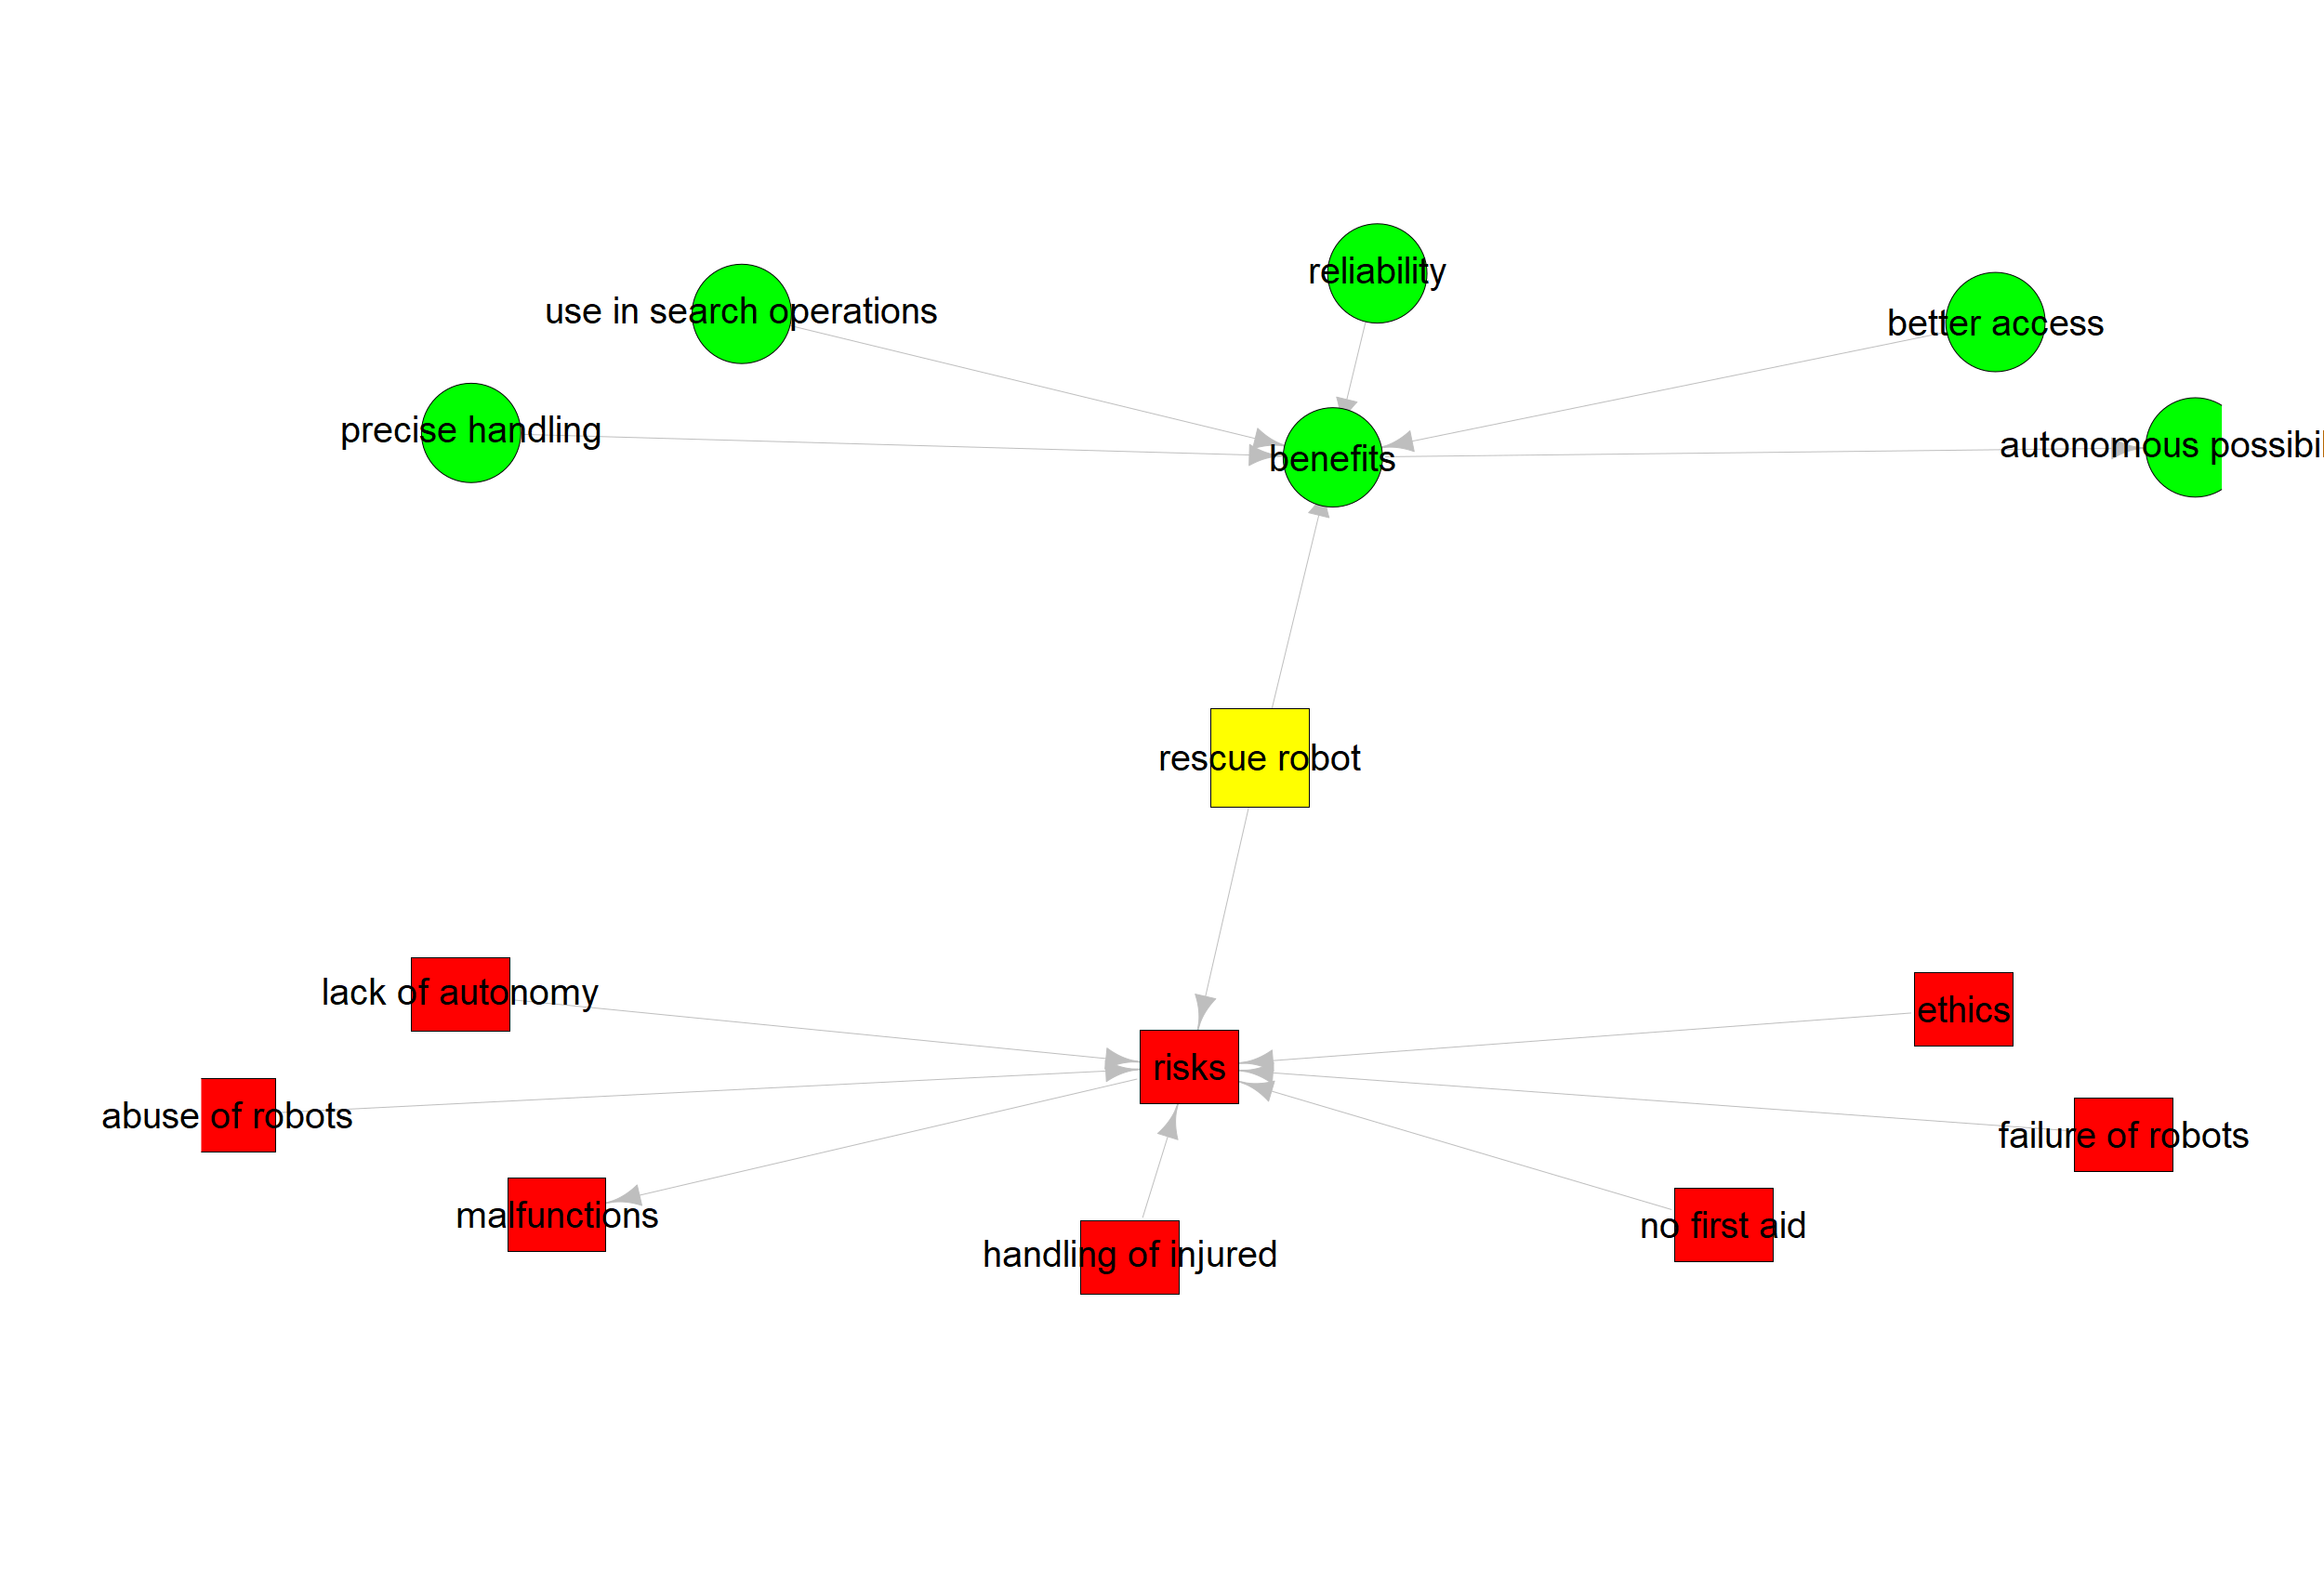 reliability
use in search operations
better access
precise handling
autonomous possibil
benefits
rescue robot
lack of autonomy
ethics
risks
abuse of robots
failure of robots
malfunctions
no first aid
handling of injured